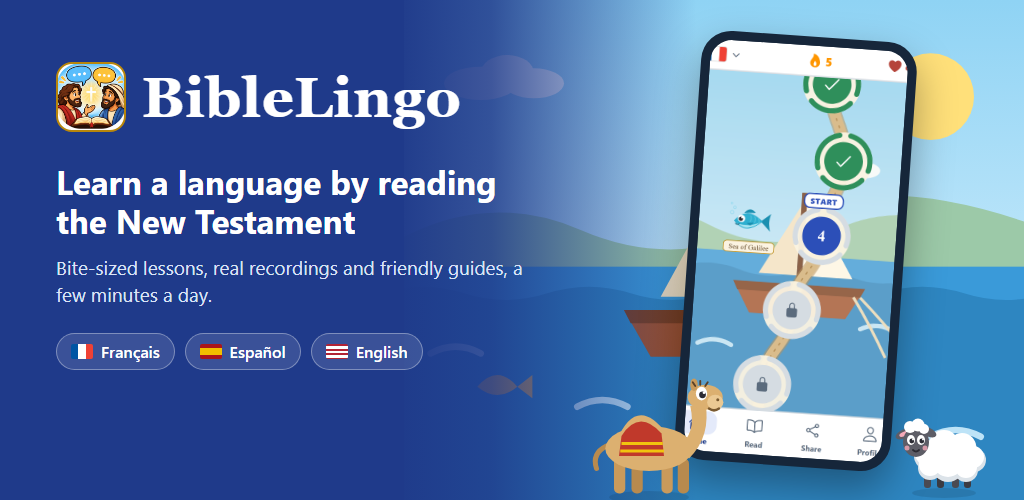 BibleLingo
Learn a language by reading
the New Testament
Bite-sized lessons, real recordings and friendly guides, a
few minutes a day.
Français
Español
English
5
START
4
Sea of Galilee
Read
Share